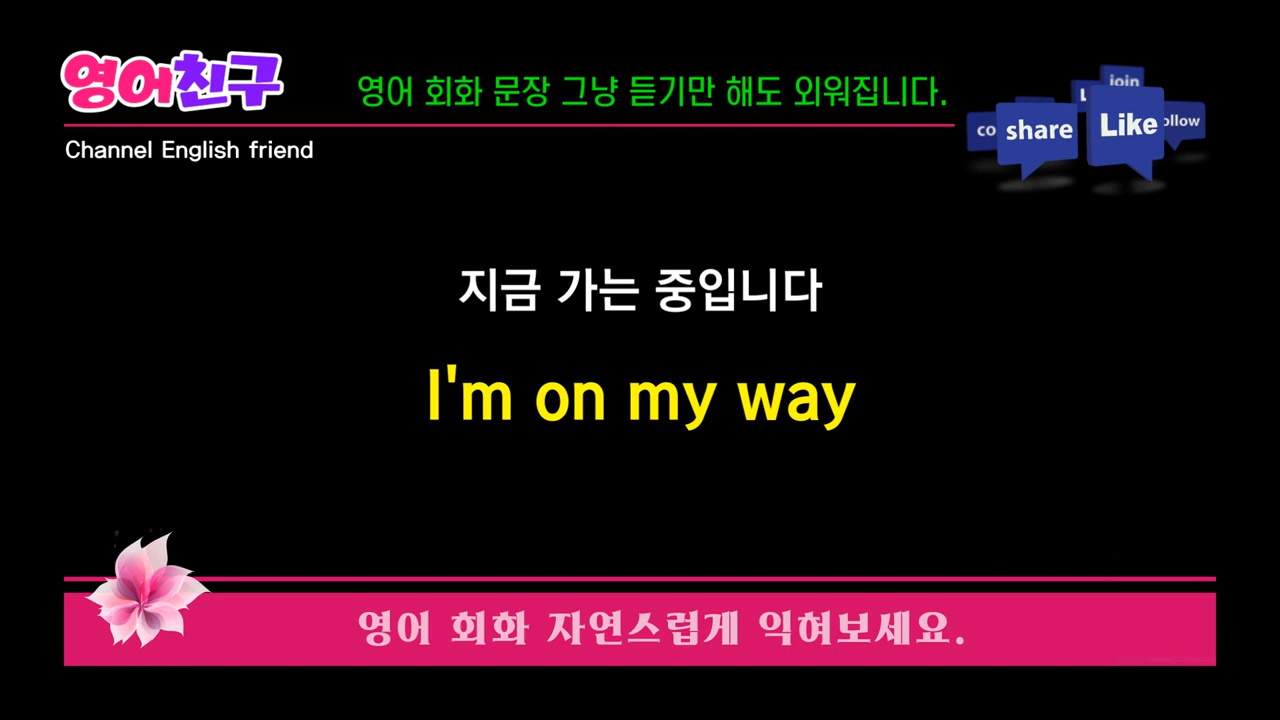 영어친구
영어 회화 문장 그냥 듣기만 해도 외워집니다.
Channel English friend
join
share
Like
지금 가는 중입니다
I'm on my way
영어 회화 자연스럽게 익혀보세요.